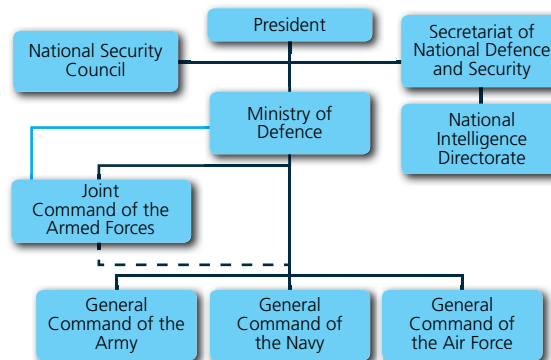 President
National Security
Council
Secretariat of
National Defence
and Security
Ministry of
Defence
National
Intelligence
Directorate
Joint
Command of the
Armed Forces
General
Command of the
Army
General
Command of
the Navy
General
Command of
the Air Force